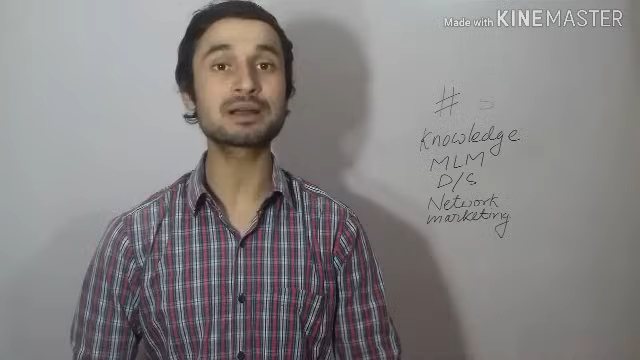 Made with KINEMASTER
#
Knowledge
MLM
D/S
Network
marketing